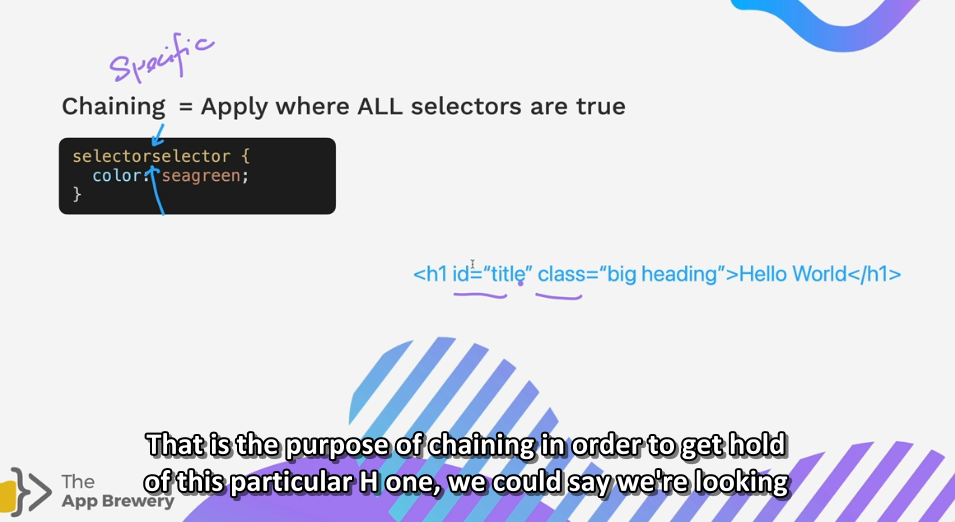 Specific
Chaining = Apply where ALL selectors are true
selectorselector {
color: seagreen;
}
<h1 id=“title” class=“big heading”>Hello World</h1>
That is the purpose of chaining in order to get hold
of this particular H one, we could say we're looking
The
App Brewery